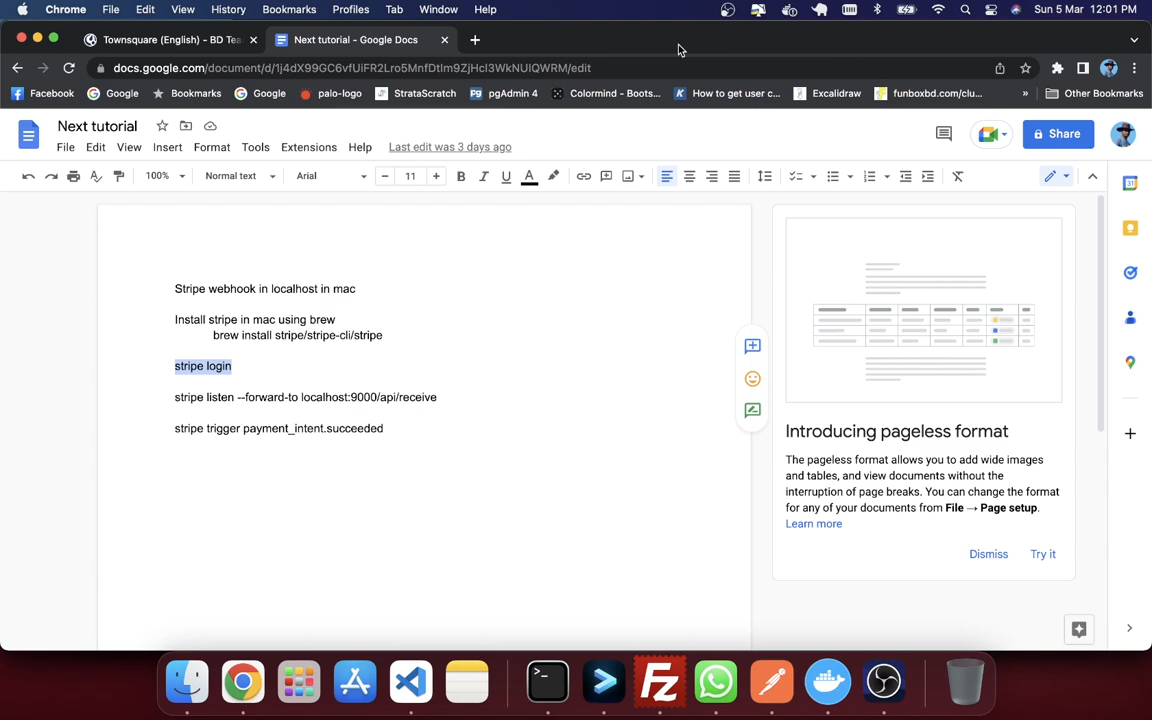 Chrome File Edit View History Bookmarks Profiles Tab Window Help Sun 5 Mar 12:01 PM
Townsquare (English) - BD Tea Next tutorial - Google Docs
docs.google.com/document/d/1j4dX99GC6vfUiFR2Lro5MnfDtIm9ZjHcI3WkNUIQWRM/edit
Facebook Google Bookmarks Google palo-logo StrataScratch Pg pgAdmin 4 Colormind - Boots... K How to get user c... Excalidraw funboxbd.com/clu... » Other Bookmarks
Next tutorial
File Edit View Insert Format Tools Extensions Help Last edit was 3 days ago
Share
100% Normal text Arial - 11 + B I U A
Stripe webhook in localhost in mac
Install stripe in mac using brew
brew install stripe/stripe-cli/stripe
stripe login
stripe listen --forward-to localhost:9000/api/receive
stripe trigger payment_intent.succeeded
Introducing pageless format
The pageless format allows you to add wide images
and tables, and view documents without the
interruption of page breaks. You can change the format
for any of your documents from File → Page setup.
Learn more
Dismiss Try it
31
Fz